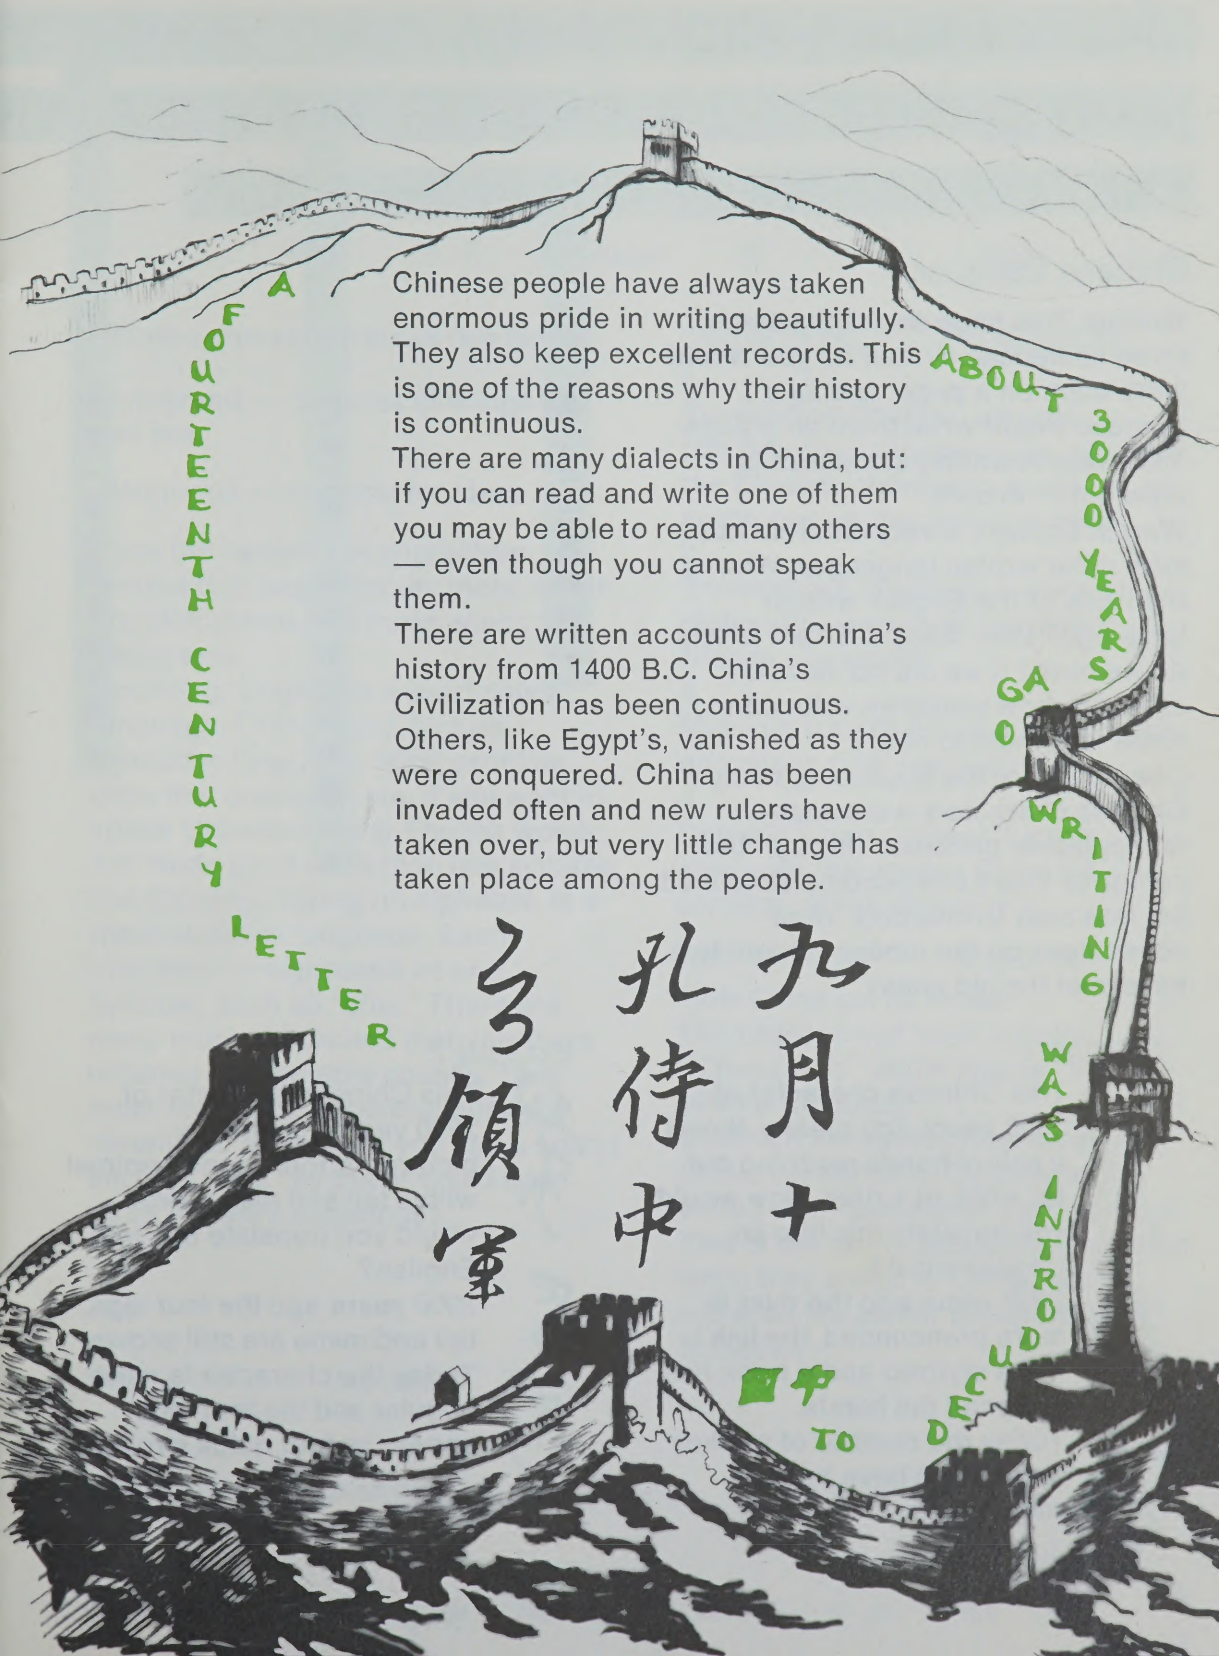 Chinese people have always taken
enormous pride in writing beautifully.
They also keep excellent records. This
is one of the reasons why their history
is continuous.
There are many dialects in China, but:
if you can read and write one of them
you may be able to read many others
— even though you cannot speak
them.
There are written accounts of China's
history from 1400 B.C. China's
Civilization has been continuous.
Others, like Egypt's, vanished as they
were conquered. China has been
invaded often and new rulers have
taken over, but very little change has
taken place among the people.
ABOUT 3000 YEARS AGO WRITING WAS INTRODUCED TO
中國
A FOURTEENTH CENTURY LETTER
九月十
孔侍中
領軍